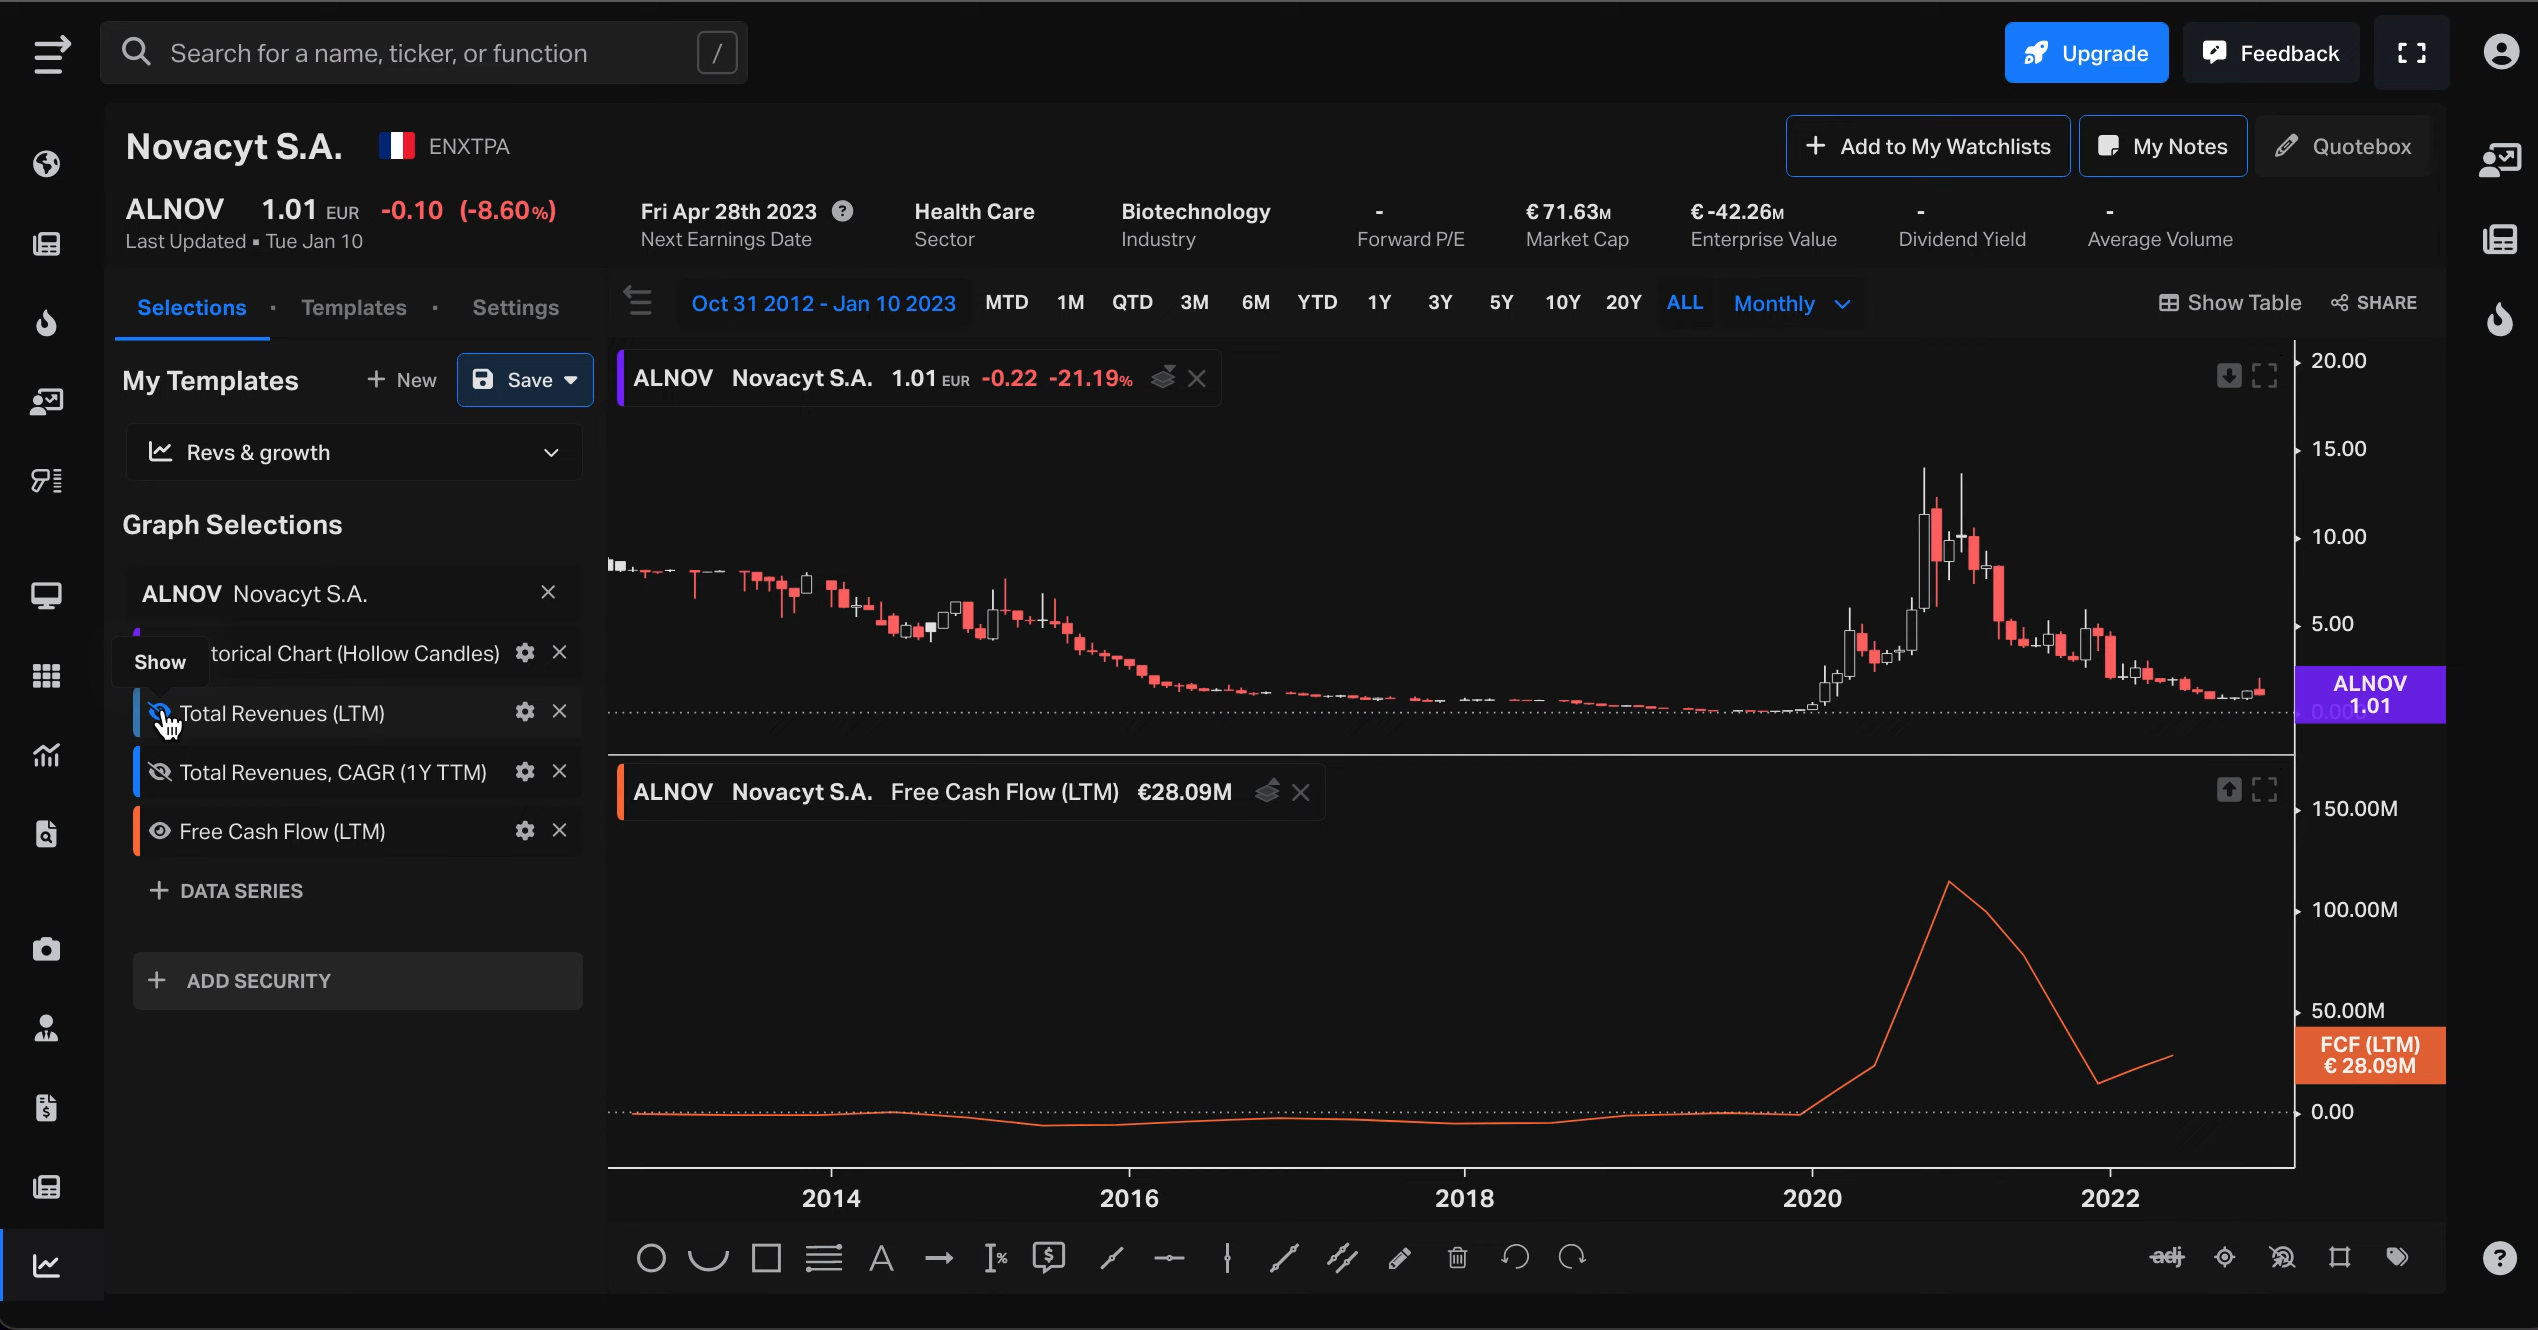 Search for a name, ticker, or function
/
Upgrade
Feedback
Novacyt S.A.
ENXTPA
Add to My Watchlists
My Notes
Quotebox
ALNOV 1.01 EUR -0.10 (-8.60%)
Last Updated ▪ Tue Jan 10
Fri Apr 28th 2023 ?
Next Earnings Date
Health Care
Sector
Biotechnology
Industry
-
Forward P/E
€ 71.63M
Market Cap
€ -42.26M
Enterprise Value
-
Dividend Yield
-
Average Volume
Selections · Templates · Settings
Oct 31 2012 - Jan 10 2023 MTD 1M QTD 3M 6M YTD 1Y 3Y 5Y 10Y 20Y ALL Monthly
Show Table SHARE
My Templates + New Save
Revs & growth
Graph Selections
ALNOV Novacyt S.A.
torical Chart (Hollow Candles)
Show
Total Revenues (LTM)
Total Revenues, CAGR (1Y TTM)
Free Cash Flow (LTM)
+ DATA SERIES
+ ADD SECURITY
ALNOV Novacyt S.A. 1.01 EUR -0.22 -21.19%
20.00
15.00
10.00
5.00
ALNOV
1.01
ALNOV Novacyt S.A. Free Cash Flow (LTM) €28.09M
150.00M
100.00M
50.00M
FCF (LTM)
€ 28.09M
0.00
2014 2016 2018 2020 2022
A
%
$
adj
?